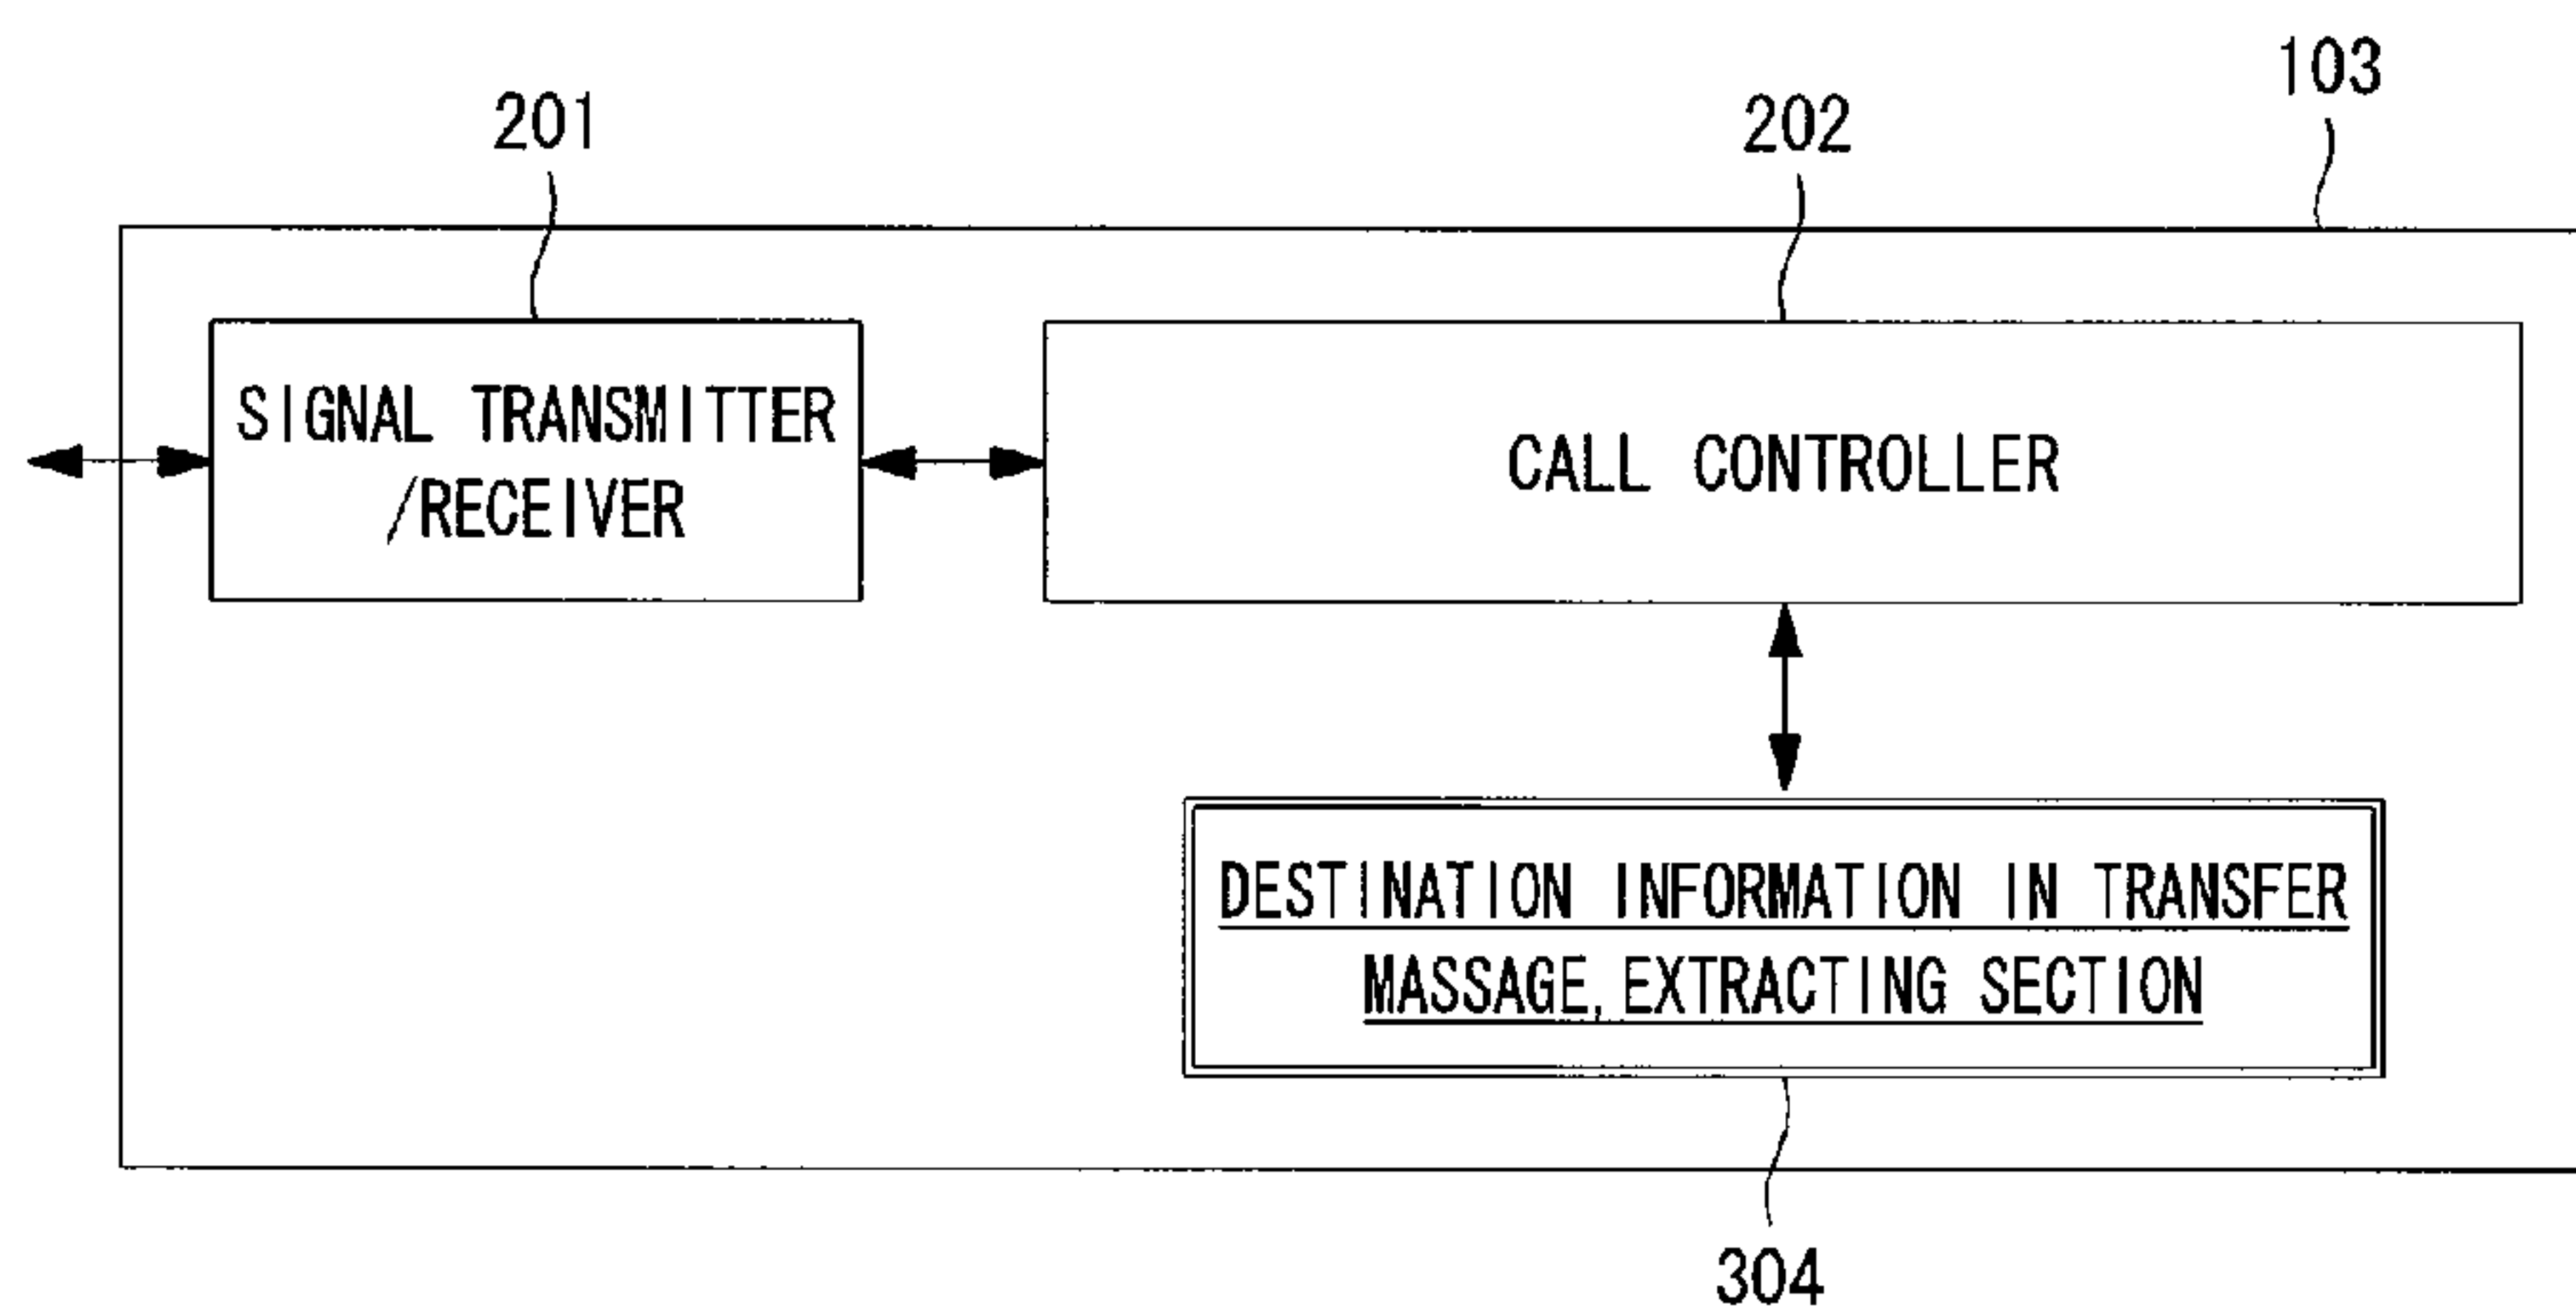 103
201
202
SIGNAL TRANSMITTER
/RECEIVER
CALL CONTROLLER
DESTINATION INFORMATION IN TRANSFER
MASSAGE, EXTRACTING SECTION
304